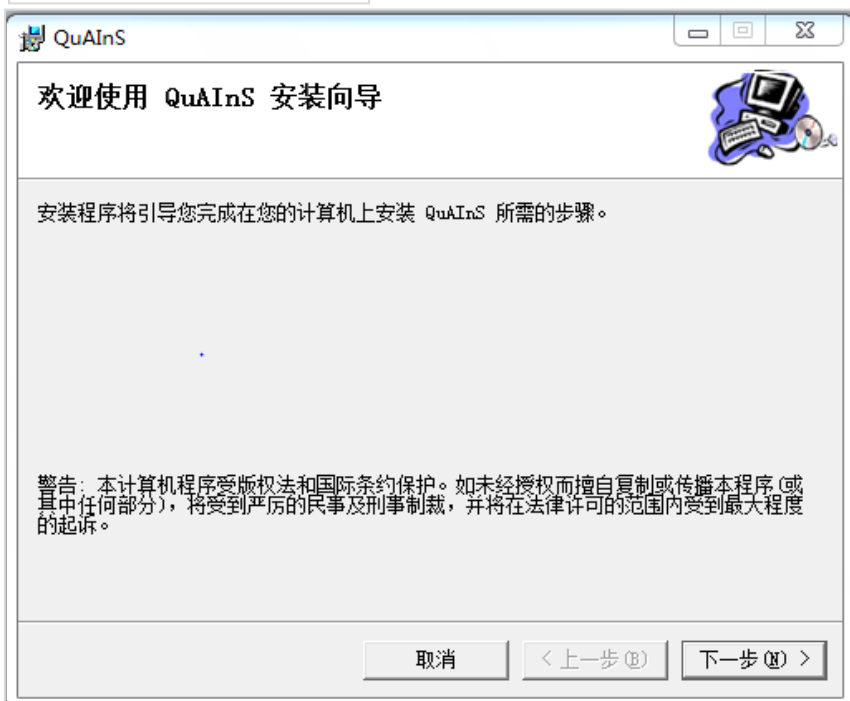 QuAInS
欢迎使用 QuAInS 安装向导
安装程序将引导您完成在您的计算机上安装 QuAInS 所需的步骤。
警告: 本计算机程序受版权法和国际条约保护。如未经授权而擅自复制或传播本程序(或
其中任何部分)，将受到严厉的民事及刑事制裁，并将在法律许可的范围内受到最大程度
的起诉。
取消 < 上一步(B) 下一步(N) >